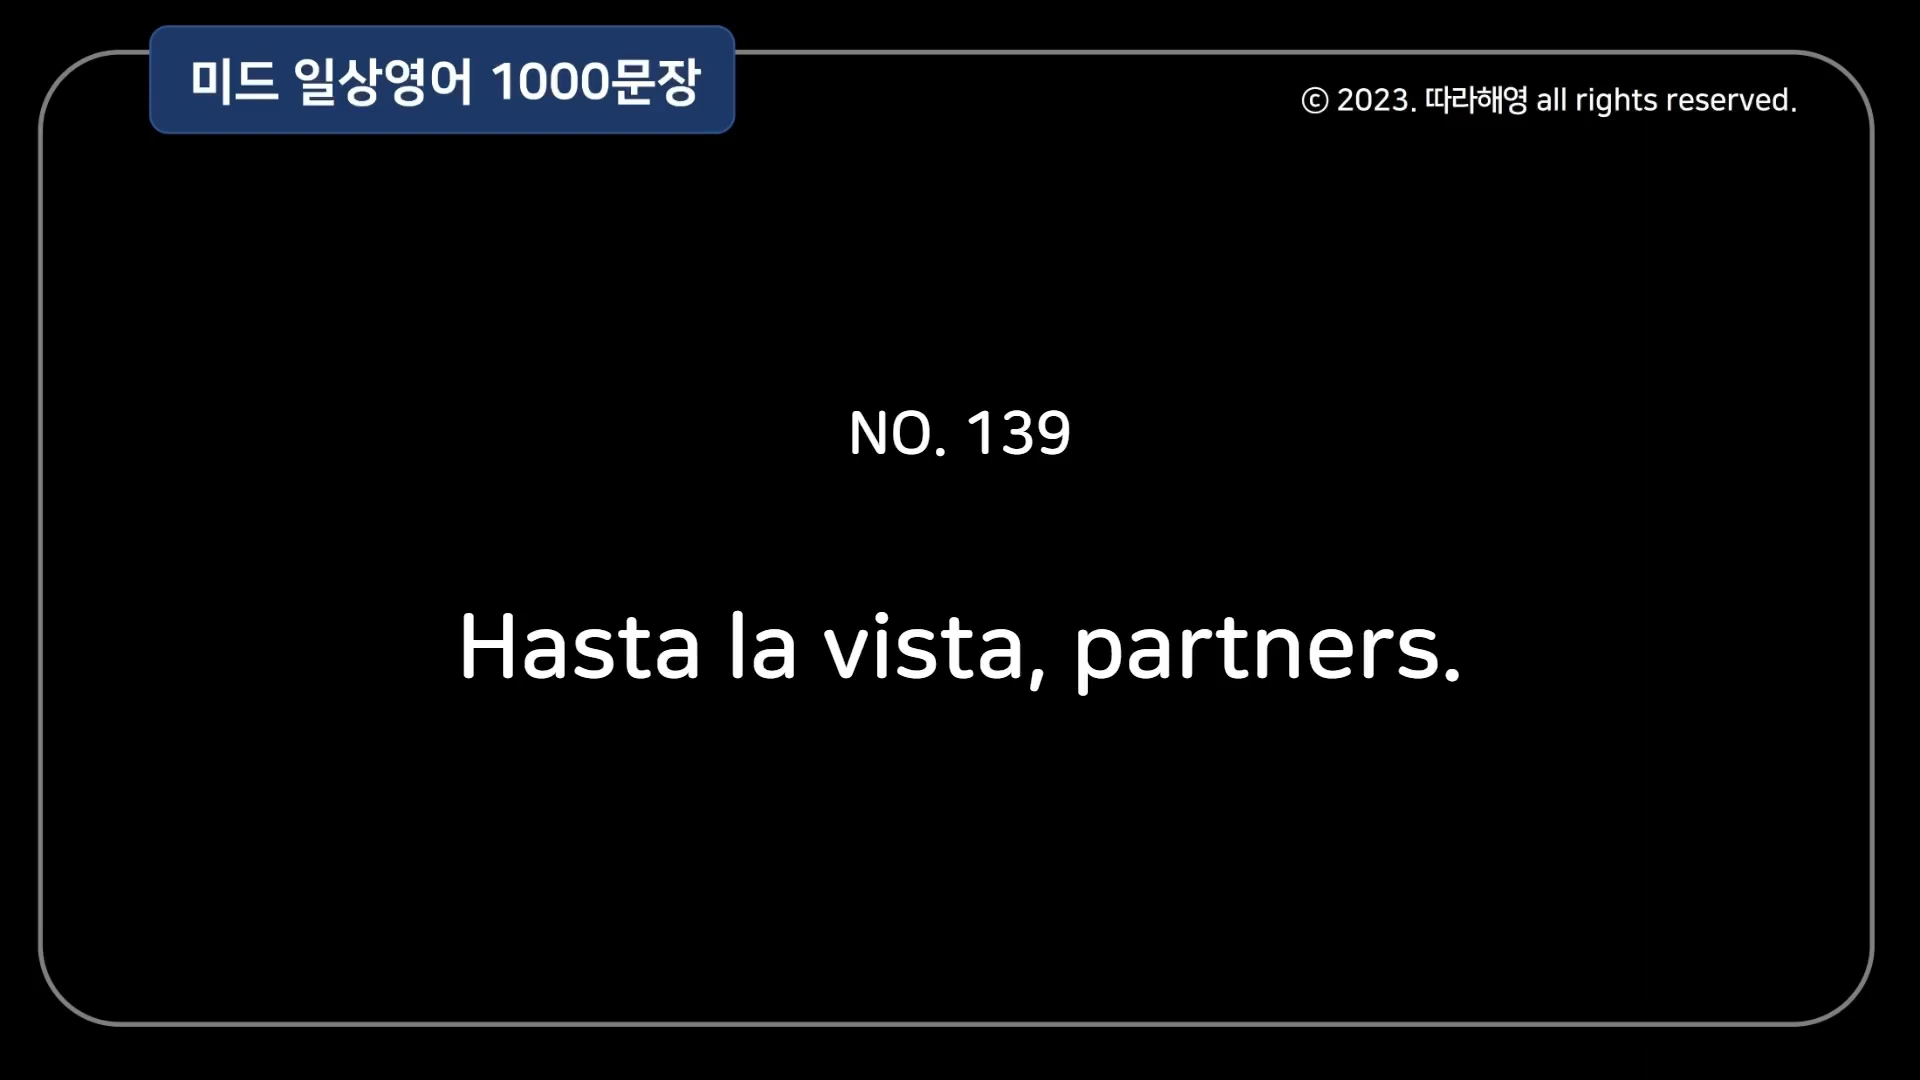 미드 일상영어 1000문장
ⓒ 2023. 따라해영 all rights reserved.
NO. 139
Hasta la vista, partners.